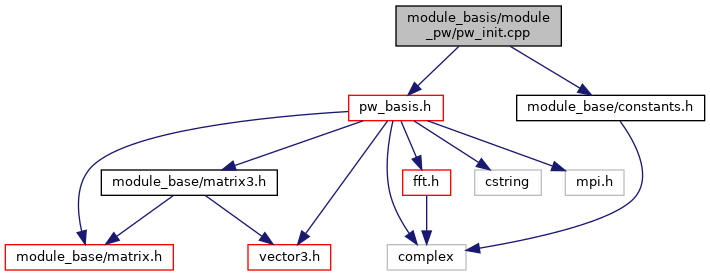 module_basis/module
_pw/pw_init.cpp
pw_basis.h
module_base/constants.h
module_base/matrix3.h
fft.h
cstring
mpi.h
module_base/matrix.h
vector3.h
complex